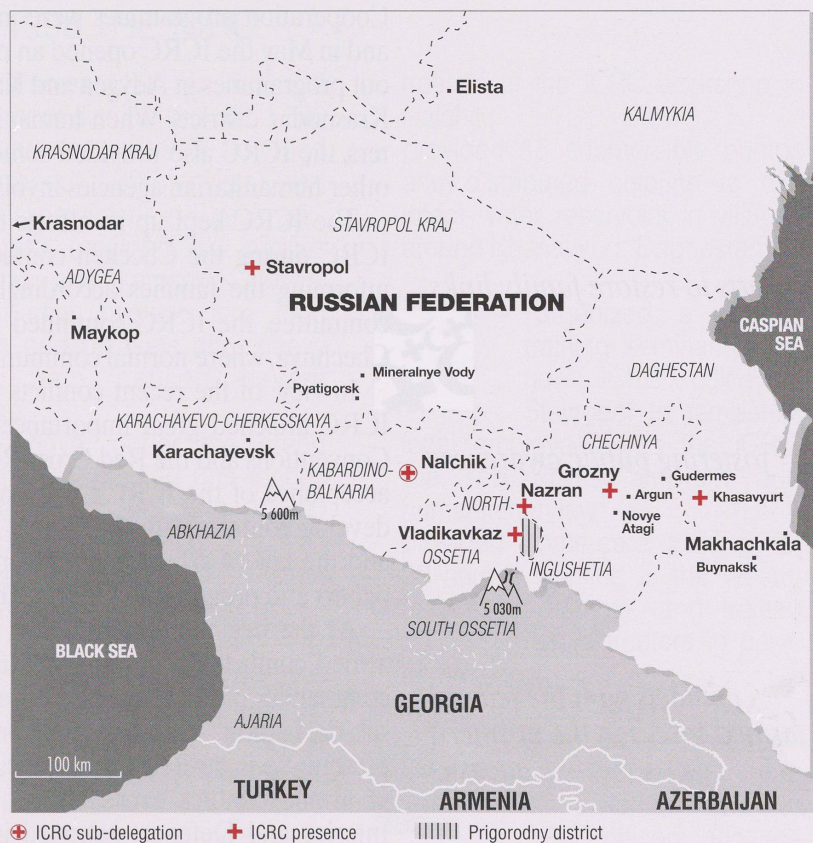 Elista
KALMYKIA
KRASNODAR KRAJ
Krasnodar
STAVROPOL KRAJ
ADYGEA
Stavropol
RUSSIAN FEDERATION
Maykop
CASPIAN
SEA
Mineralnye Vody
Pyatigorsk
DAGHESTAN
KARACHAYEVO-CHERKESSKAYA
Karachayevsk
CHECHNYA
KABARDINO-
BALKARIA
Nalchik
Grozny
Gudermes
Nazran
Argun
Khasavyurt
NORTH
OSSETIA
Novye
Atagi
5 600m
ABKHAZIA
Vladikavkaz
Makhachkala
INGUSHETIA
Buynaksk
5 030m
SOUTH OSSETIA
BLACK SEA
GEORGIA
AJARIA
100 km
TURKEY
ARMENIA
AZERBAIJAN
ICRC sub-delegation
ICRC presence
Prigorodny district